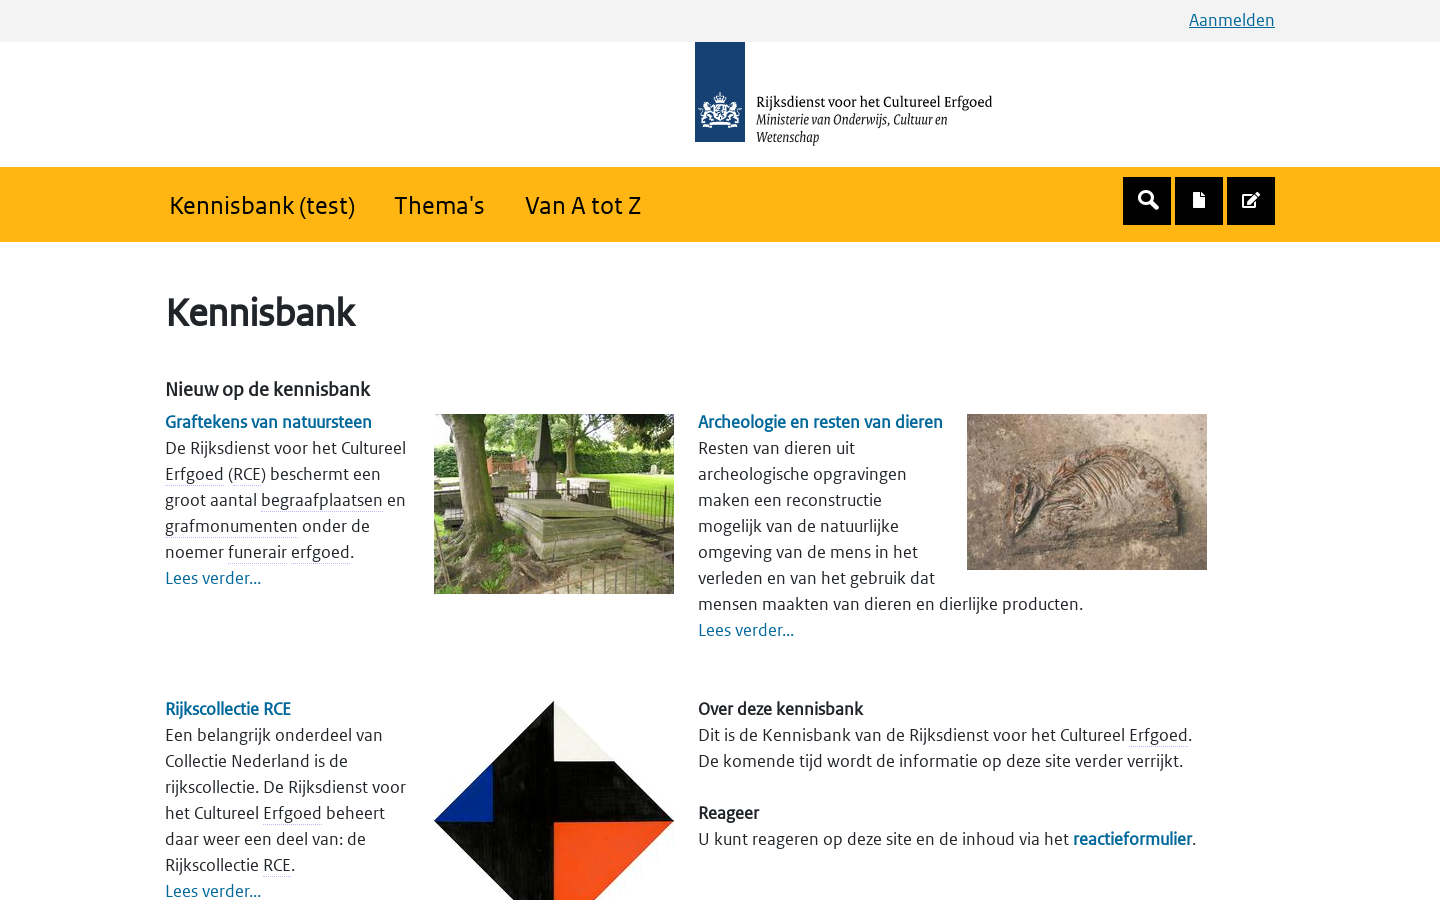 Aanmelden
Rijksdienst voor het Cultureel Erfgoed
Ministerie van Onderwijs, Cultuur en
Wetenschap
Kennisbank (test)
Thema's
Van A tot Z
Kennisbank
Nieuw op de kennisbank
Graftekens van natuursteen
De Rijksdienst voor het Cultureel
Erfgoed (RCE) beschermt een
groot aantal begraafplaatsen en
grafmonumenten onder de
noemer funerair erfgoed.
Lees verder...
Archeologie en resten van dieren
Resten van dieren uit
archeologische opgravingen
maken een reconstructie
mogelijk van de natuurlijke
omgeving van de mens in het
verleden en van het gebruik dat
mensen maakten van dieren en dierlijke producten.
Lees verder...
Rijkscollectie RCE
Een belangrijk onderdeel van
Collectie Nederland is de
rijkscollectie. De Rijksdienst voor
het Cultureel Erfgoed beheert
daar weer een deel van: de
Rijkscollectie RCE.
Lees verder...
Over deze kennisbank
Dit is de Kennisbank van de Rijksdienst voor het Cultureel Erfgoed.
De komende tijd wordt de informatie op deze site verder verrijkt.
Reageer
U kunt reageren op deze site en de inhoud via het reactieformulier.